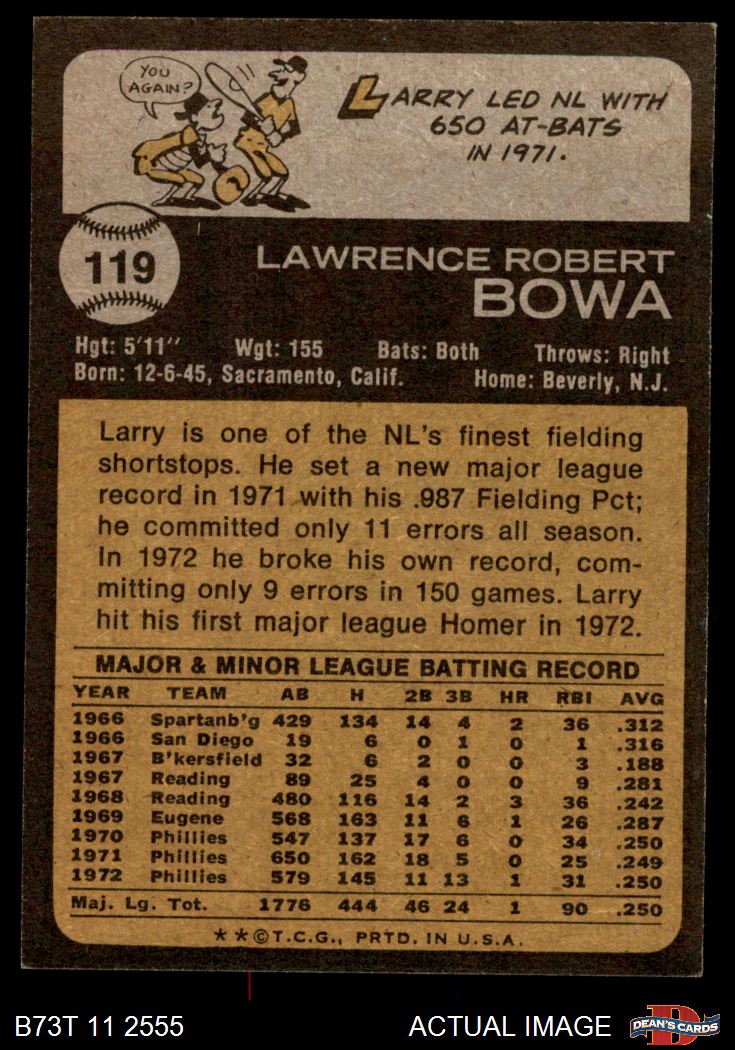 YOU
AGAIN?
LARRY LED NL WITH
650 AT-BATS
IN 1971.
119
LAWRENCE ROBERT
BOWA
Hgt: 5'11" Wgt: 155 Bats: Both Throws: Right
Born: 12-6-45, Sacramento, Calif. Home: Beverly, N.J.
Larry is one of the NL's finest fielding
shortstops. He set a new major league
record in 1971 with his .987 Fielding Pct;
he committed only 11 errors all season.
In 1972 he broke his own record, com-
mitting only 9 errors in 150 games. Larry
hit his first major league Homer in 1972.
MAJOR & MINOR LEAGUE BATTING RECORD
YEAR TEAM AB H 2B 3B HR RBI AVG
1966 Spartanb'g 429 134 14 4 2 36 .312
1966 San Diego 19 6 0 1 0 1 .316
1967 B'kersfield 32 6 2 0 0 3 .188
1967 Reading 89 25 4 0 0 9 .281
1968 Reading 480 116 14 2 3 36 .242
1969 Eugene 568 163 11 6 1 26 .287
1970 Phillies 547 137 17 6 0 34 .250
1971 Phillies 650 162 18 5 0 25 .249
1972 Phillies 579 145 11 13 1 31 .250
Maj. Lg. Tot. 1776 444 46 24 1 90 .250
**©T.C.G., PRTD. IN U.S.A.
B73T 11 2555 ACTUAL IMAGE
D
DEAN'S CARDS